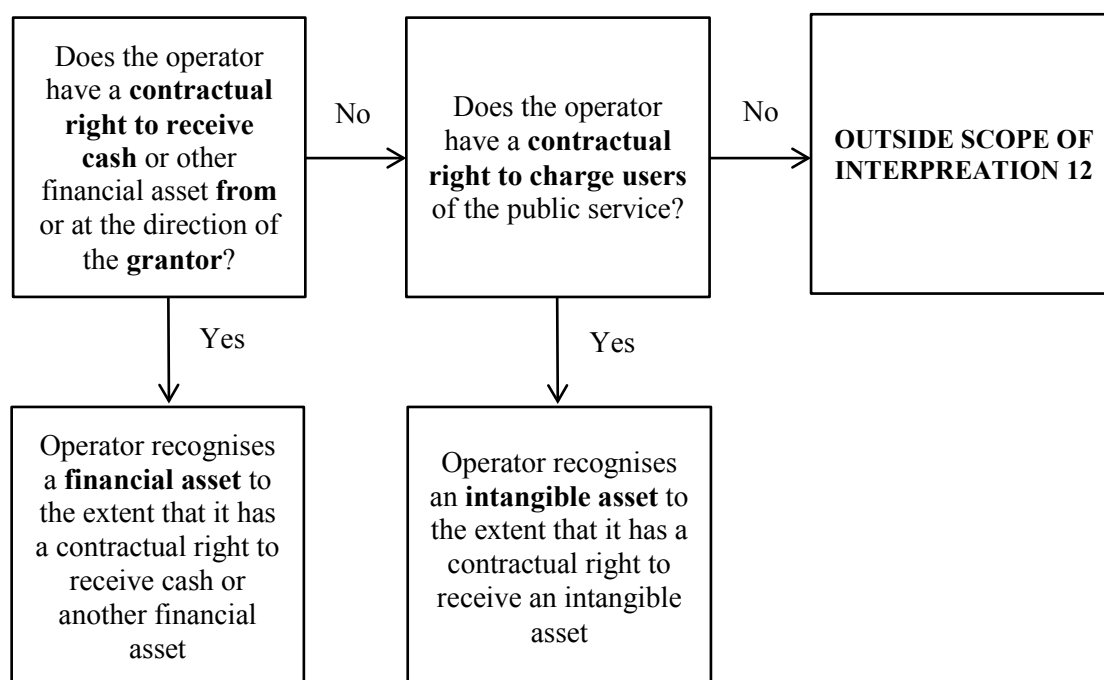 Does the operator
have a contractual
right to receive
cash or other
financial asset from
or at the direction of
the grantor?
No
Does the operator
have a contractual
right to charge users
of the public service?
No
OUTSIDE SCOPE OF
INTERPREATION 12
Yes
Yes
Operator recognises
a financial asset to
the extent that it has
a contractual right to
receive cash or
another financial
asset
Operator recognises
an intangible asset to
the extent that it has a
contractual right to
receive an intangible
asset